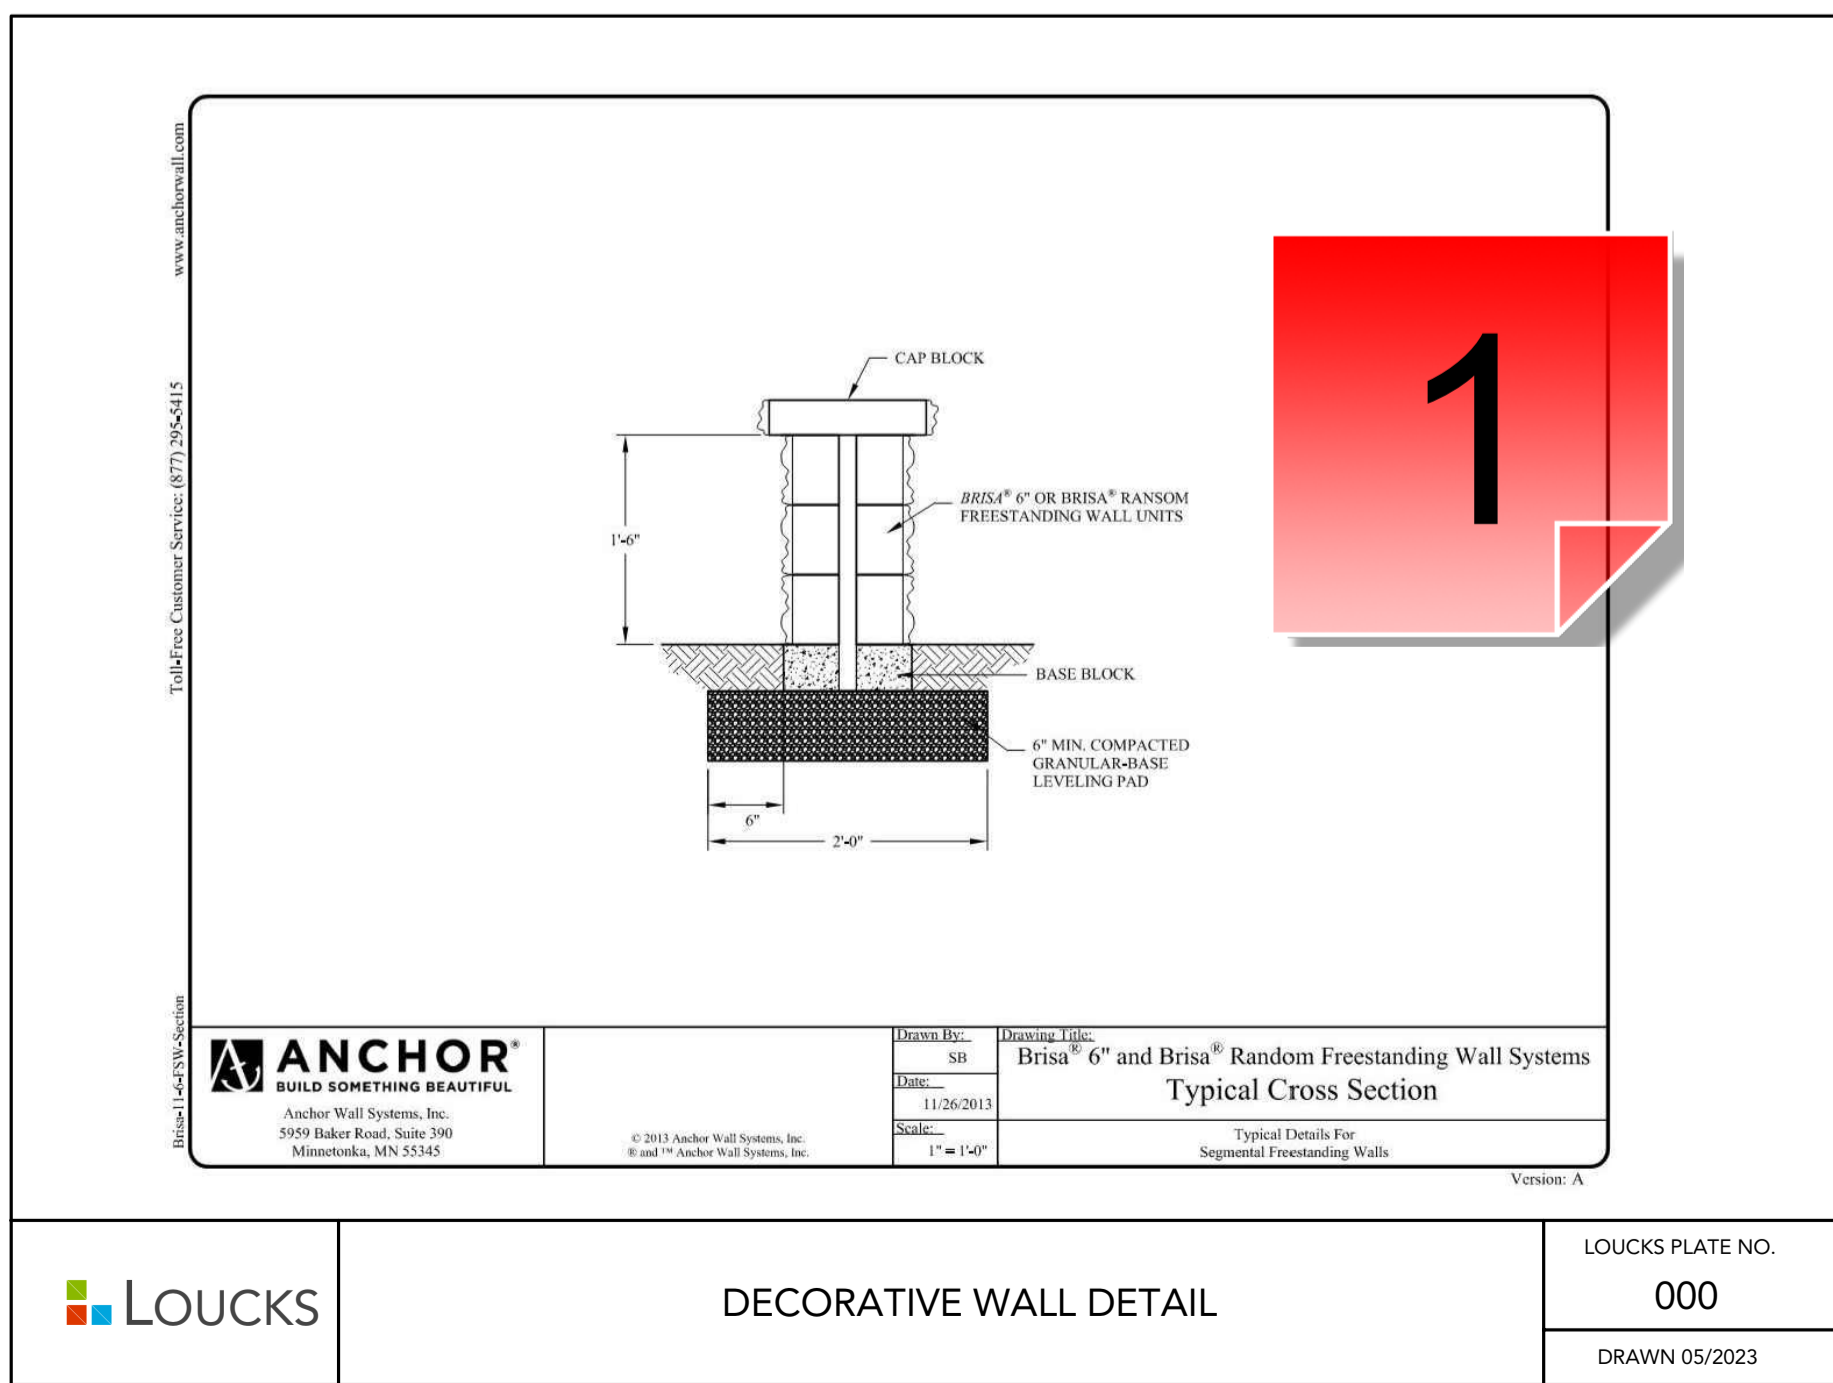 www.anchorwall.com
Toll-Free Customer Service: (877) 295-5415
Brisa-11-6-FSW-Section
1
CAP BLOCK
BRISA® 6" OR BRISA® RANSOM
FREESTANDING WALL UNITS
1'-6"
BASE BLOCK
6" MIN. COMPACTED
GRANULAR-BASE
LEVELING PAD
6"
2'-0"
ANCHOR®
BUILD SOMETHING BEAUTIFUL
Anchor Wall Systems, Inc.
5959 Baker Road, Suite 390
Minnetonka, MN 55345
© 2013 Anchor Wall Systems, Inc.
® and ™ Anchor Wall Systems, Inc.
Drawn By:
SB
Date:
11/26/2013
Scale:
1" = 1'-0"
Drawing Title:
Brisa® 6" and Brisa® Random Freestanding Wall Systems
Typical Cross Section
Typical Details For
Segmental Freestanding Walls
Version: A
LOUCKS
DECORATIVE WALL DETAIL
LOUCKS PLATE NO.
000
DRAWN 05/2023